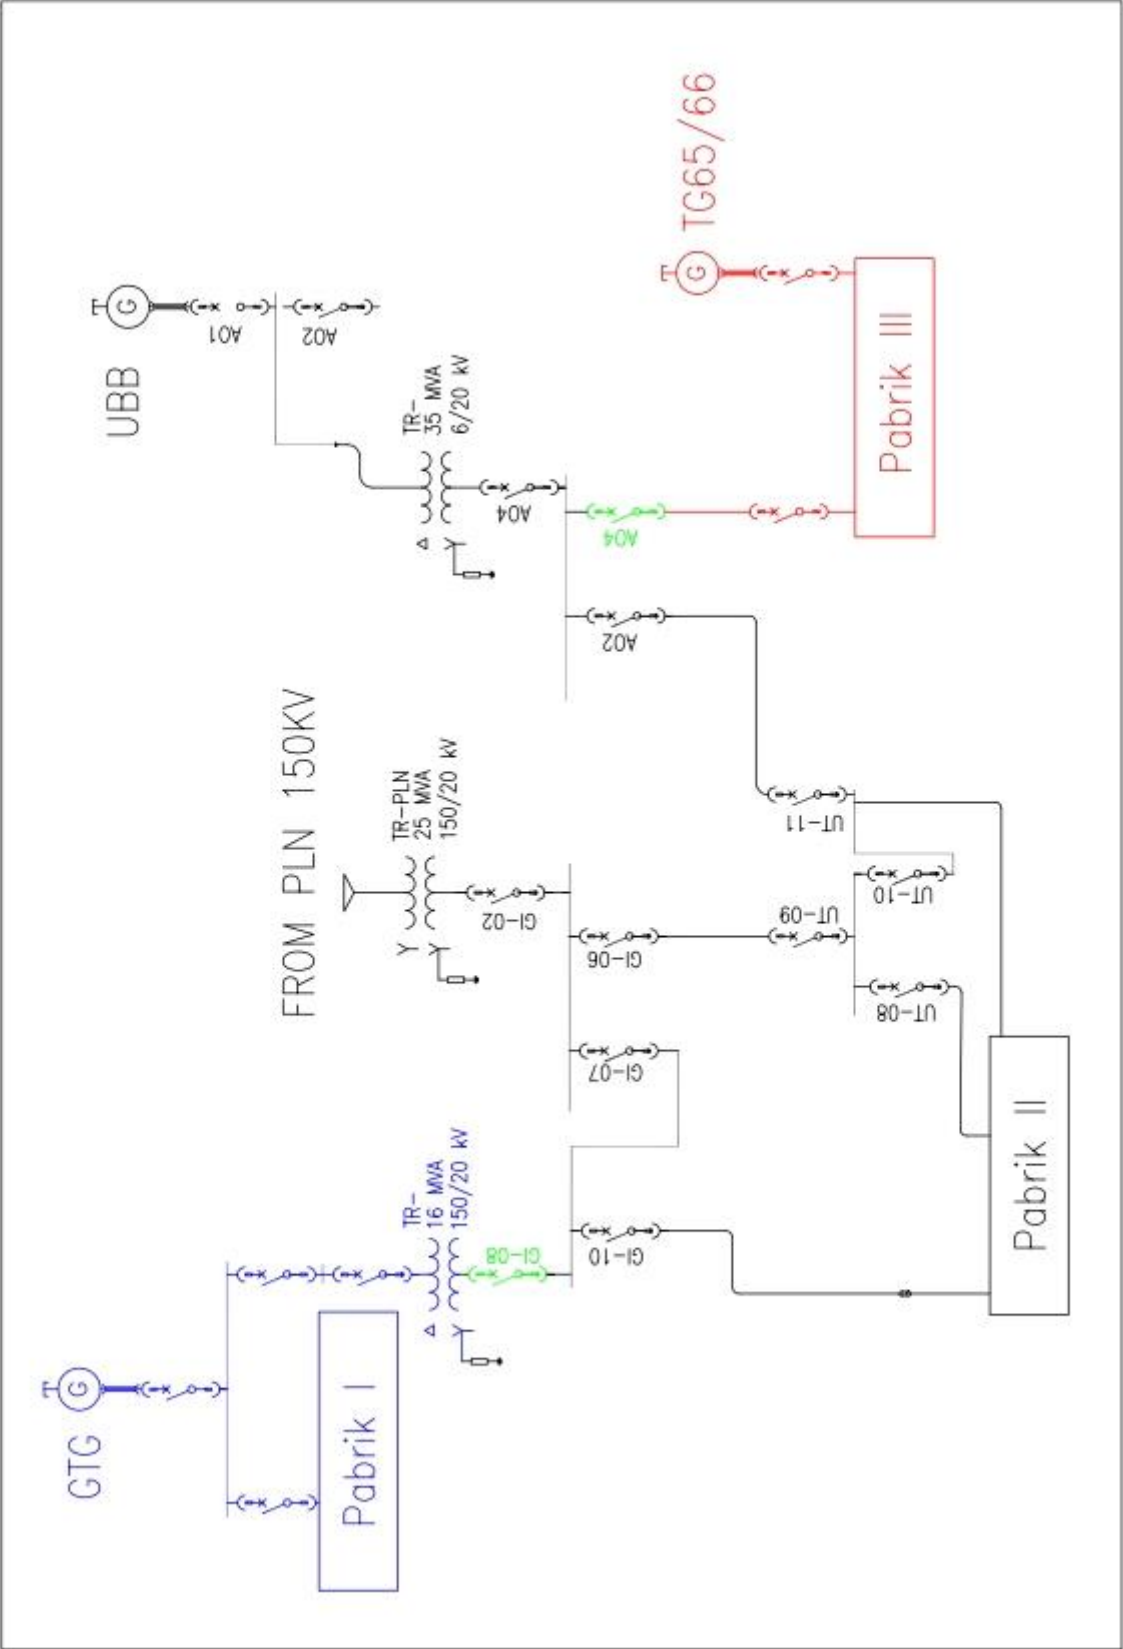 GTG
G
Pabrik I
TR-
16 MVA
150/20 kV
GI-08
GI-10
GI-07
FROM PLN 150KV
TR-PLN
25 MVA
150/20 kV
GI-02
GI-06
UT-09
UT-08
UT-10
UT-11
Pabrik II
UBB
G
A01
A02
TR-
35 MVA
6/20 kV
A04
A04
A02
TG65/66
G
Pabrik III